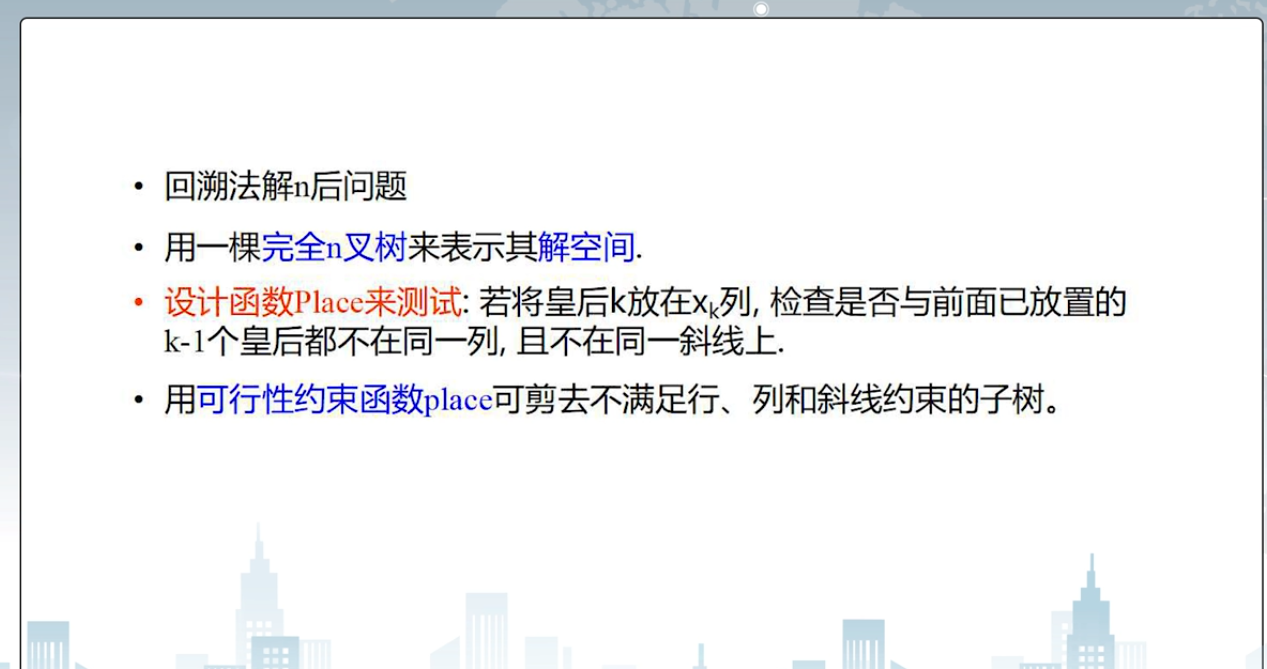 • 回溯法解n后问题
• 用一棵完全n叉树来表示其解空间.
• 设计函数Place来测试: 若将皇后k放在xk列, 检查是否与前面已放置的
k-1个皇后都不在同一列, 且不在同一斜线上.
• 用可行性约束函数place可剪去不满足行、列和斜线约束的子树。